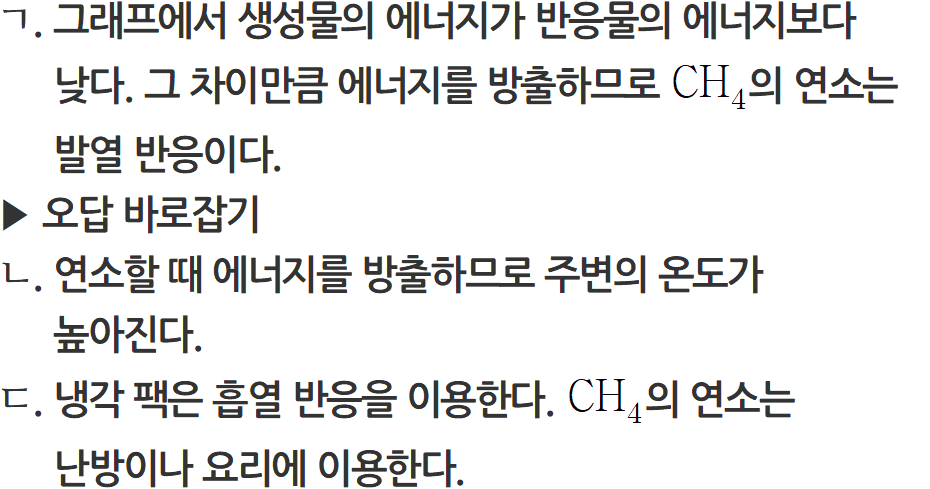 ㄱ. 그래프에서 생성물의 에너지가 반응물의 에너지보다
낮다. 그 차이만큼 에너지를 방출하므로 CH₄의 연소는
발열 반응이다.
▶ 오답 바로잡기
ㄴ. 연소할 때 에너지를 방출하므로 주변의 온도가
높아진다.
ㄷ. 냉각 팩은 흡열 반응을 이용한다. CH₄의 연소는
난방이나 요리에 이용한다.